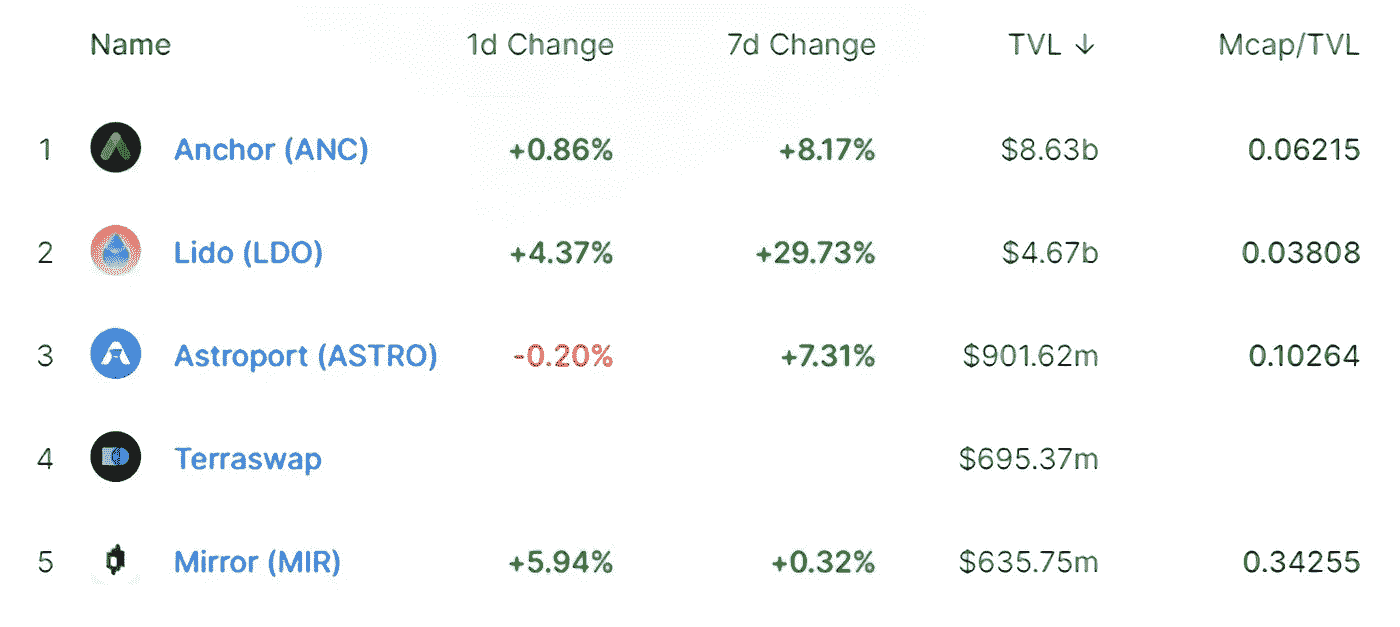 Name 1d Change 7d Change TVL ↓ Mcap/TVL
1 Anchor (ANC) +0.86% +8.17% $8.63b 0.06215
2 Lido (LDO) +4.37% +29.73% $4.67b 0.03808
3 Astroport (ASTRO) -0.20% +7.31% $901.62m 0.10264
4 Terraswap $695.37m
5 Mirror (MIR) +5.94% +0.32% $635.75m 0.34255